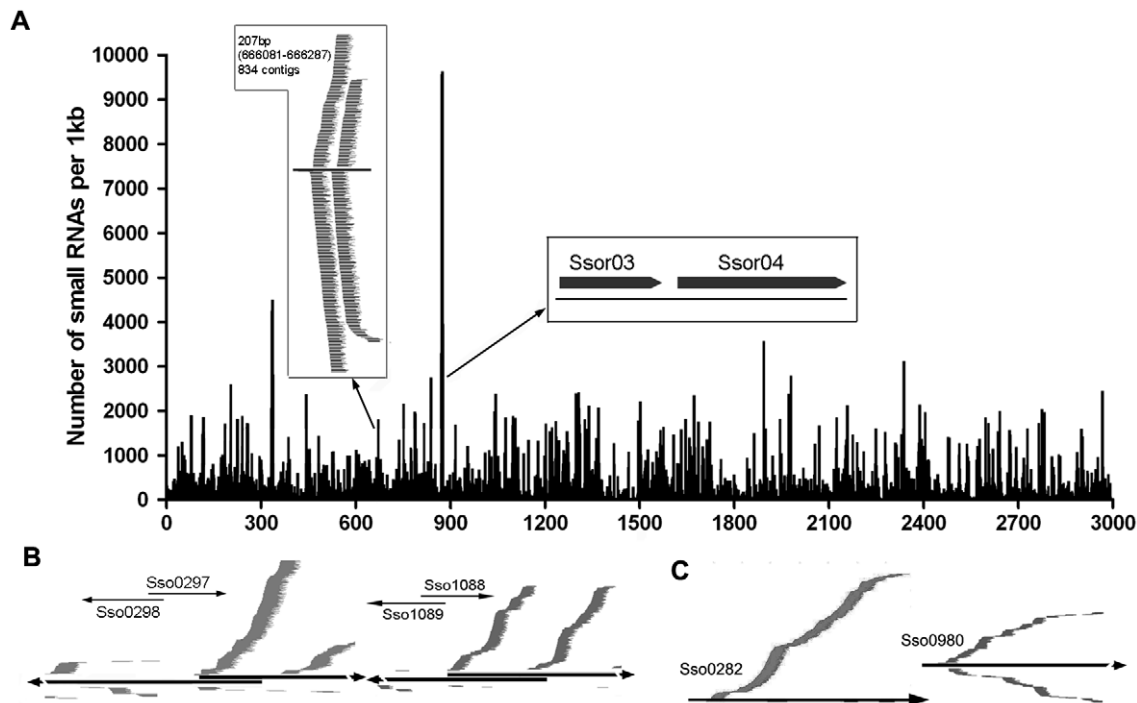 A
Number of small RNAs per 1kb
10000
9000
8000
7000
6000
5000
4000
3000
2000
1000
0
207bp
(666081-666287)
834 contigs
Ssor03 Ssor04
0 300 600 900 1200 1500 1800 2100 2400 2700 3000
B
Sso0297
Sso0298
Sso1088
Sso1089
C
Sso0282
Sso0980